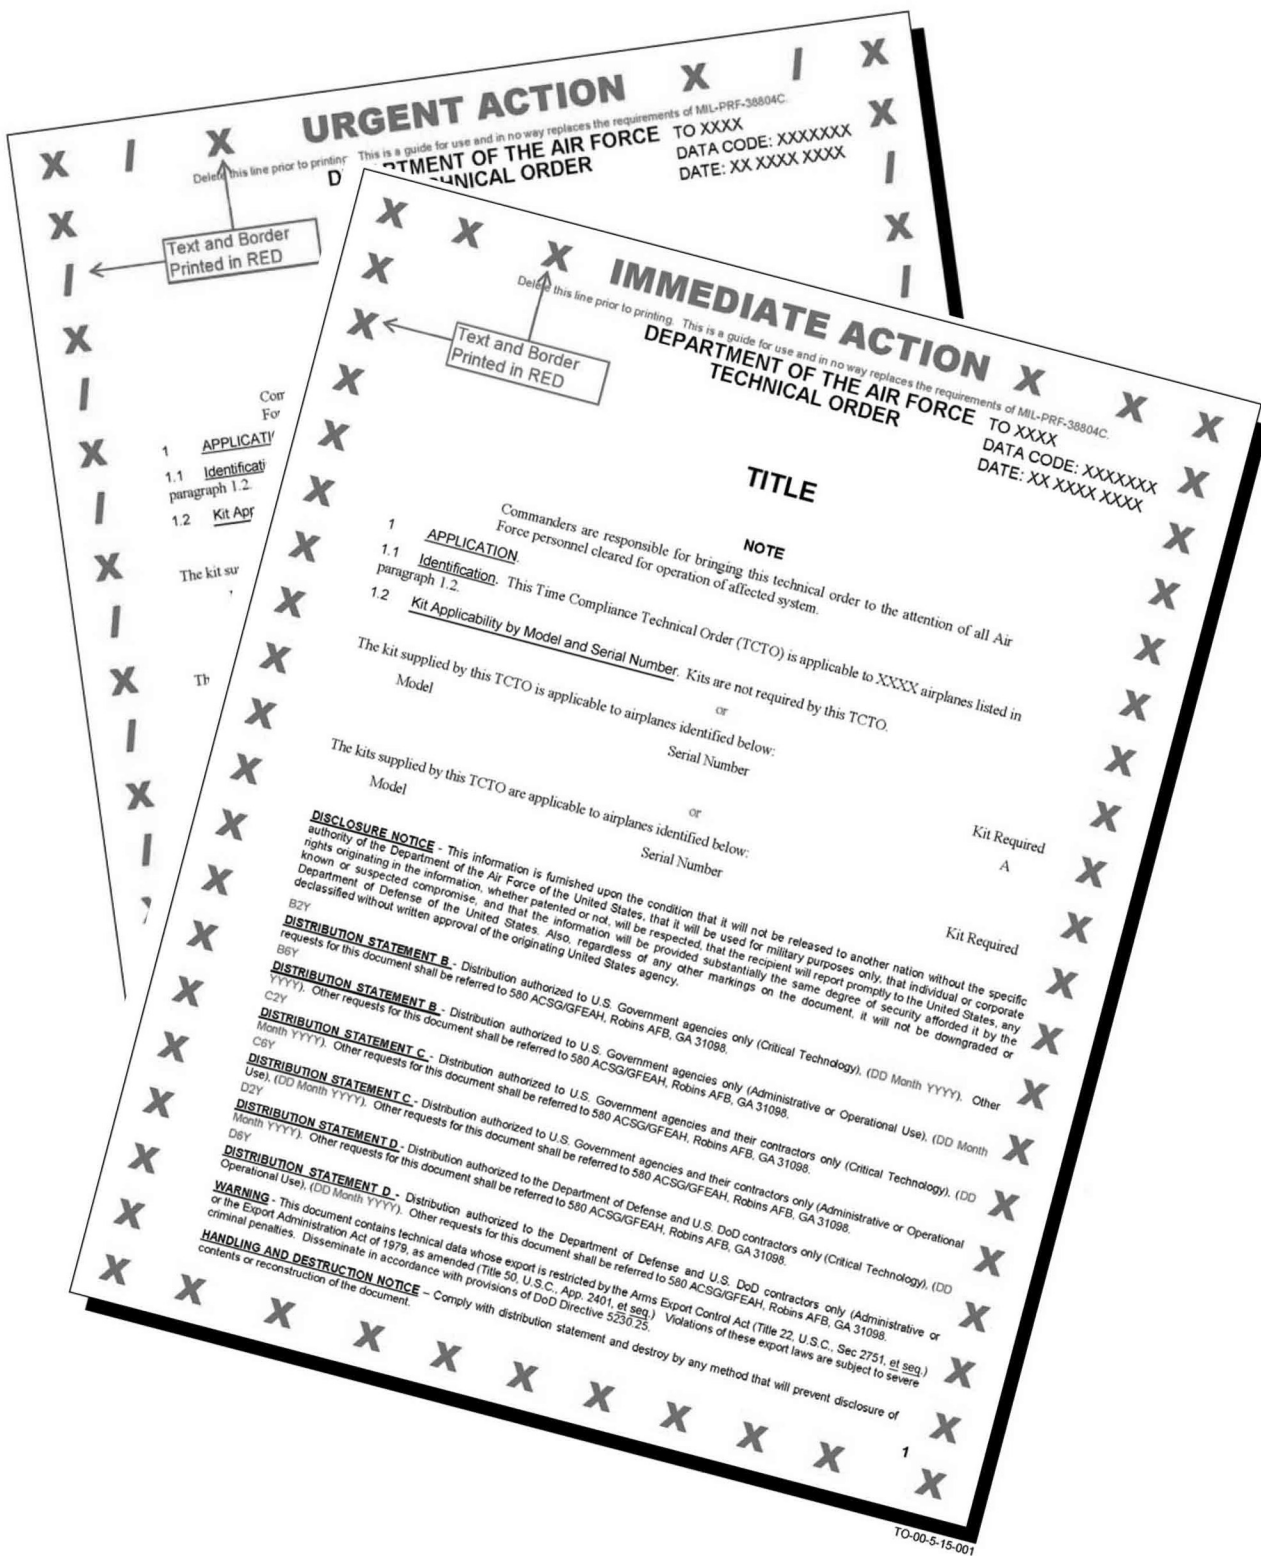 X / X URGENT ACTION X / X
Delete this line prior to printing This is a guide for use and in no way replaces the requirements of MIL-PRF-38804C.
DEPARTMENT OF THE AIR FORCE
TECHNICAL ORDER
TO XXXX
DATA CODE: XXXXXXX
DATE: XX XXXX XXXX
Text and Border
Printed in RED
1 APPLICATI
1.1 Identificati
paragraph 1.2.
1.2 Kit Apr
The kit sur
Th
X X X IMMEDIATE ACTION X X X
Delete this line prior to printing. This is a guide for use and in no way replaces the requirements of MIL-PRF-38804C.
DEPARTMENT OF THE AIR FORCE
TECHNICAL ORDER
TO XXXX
DATA CODE: XXXXXXX
DATE: XX XXXX XXXX
Text and Border
Printed in RED
TITLE
NOTE
Commanders are responsible for bringing this technical order to the attention of all Air
Force personnel cleared for operation of affected system.
1 APPLICATION.
1.1 Identification. This Time Compliance Technical Order (TCTO) is applicable to XXXX airplanes listed in
paragraph 1.2.
1.2 Kit Applicability by Model and Serial Number. Kits are not required by this TCTO.
or
The kit supplied by this TCTO is applicable to airplanes identified below:
Model Serial Number Kit Required
A
or
The kits supplied by this TCTO are applicable to airplanes identified below:
Model Serial Number Kit Required
DISCLOSURE NOTICE - This information is furnished upon the condition that it will not be released to another nation without the specific
authority of the Department of the Air Force of the United States, that it will be used for military purposes only, that individual or corporate
rights originating in the information, whether patented or not, will be respected, that the recipient will report promptly to the United States, any
known or suspected compromise, and that the information will be provided substantially the same degree of security afforded it by the
Department of Defense of the United States. Also, regardless of any other markings on the document, it will not be downgraded or
declassified without written approval of the originating United States agency.
B2Y
DISTRIBUTION STATEMENT B - Distribution authorized to U.S. Government agencies only (Critical Technology), (DD Month YYYY). Other
requests for this document shall be referred to 580 ACSG/GFEAH, Robins AFB, GA 31098.
B6Y
DISTRIBUTION STATEMENT B - Distribution authorized to U.S. Government agencies only (Administrative or Operational Use), (DD Month
YYYY). Other requests for this document shall be referred to 580 ACSG/GFEAH, Robins AFB, GA 31098.
C2Y
DISTRIBUTION STATEMENT C - Distribution authorized to U.S. Government agencies and their contractors only (Critical Technology), (DD
Month YYYY). Other requests for this document shall be referred to 580 ACSG/GFEAH, Robins AFB, GA 31098.
C6Y
DISTRIBUTION STATEMENT C - Distribution authorized to U.S. Government agencies and their contractors only (Administrative or Operational
Use), (DD Month YYYY). Other requests for this document shall be referred to 580 ACSG/GFEAH, Robins AFB, GA 31098.
D2Y
DISTRIBUTION STATEMENT D - Distribution authorized to the Department of Defense and U.S. DoD contractors only (Critical Technology), (DD
Month YYYY). Other requests for this document shall be referred to 580 ACSG/GFEAH, Robins AFB, GA 31098.
D6Y
DISTRIBUTION STATEMENT D - Distribution authorized to the Department of Defense and U.S. DoD contractors only (Administrative or
Operational Use), (DD Month YYYY). Other requests for this document shall be referred to 580 ACSG/GFEAH, Robins AFB, GA 31098.
WARNING - This document contains technical data whose export is restricted by the Arms Export Control Act (Title 22, U.S.C., Sec 2751, et seq.)
or the Export Administration Act of 1979, as amended (Title 50, U.S.C., App. 2401, et seq.) Violations of these export laws are subject to severe
criminal penalties. Disseminate in accordance with provisions of DoD Directive 5230.25.
HANDLING AND DESTRUCTION NOTICE – Comply with distribution statement and destroy by any method that will prevent disclosure of
contents or reconstruction of the document.
1
TO-00-5-15-001